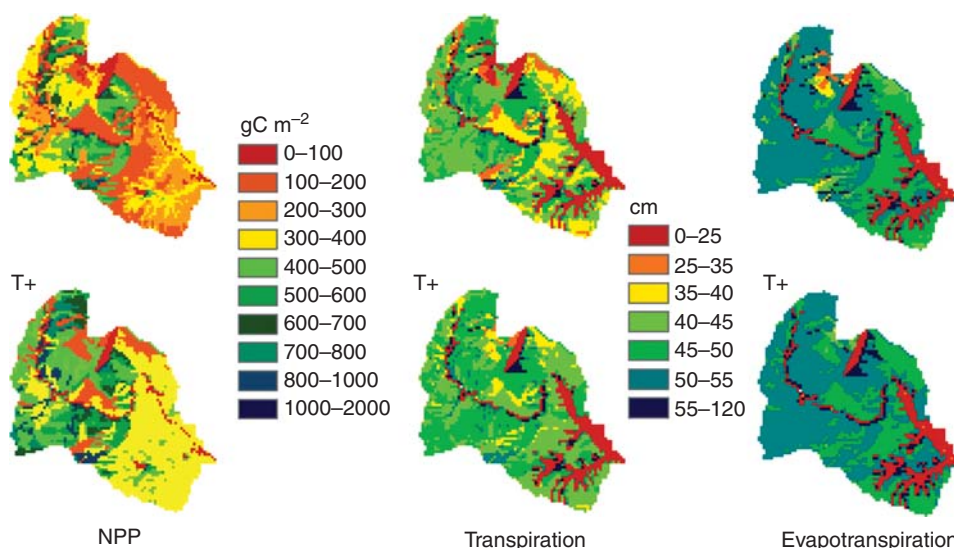 gC m⁻²
0–100
100–200
200–300
300–400
400–500
500–600
600–700
700–800
800–1000
1000–2000
cm
0–25
25–35
35–40
40–45
45–50
50–55
55–120
T+
T+
T+
NPP
Transpiration
Evapotranspiration